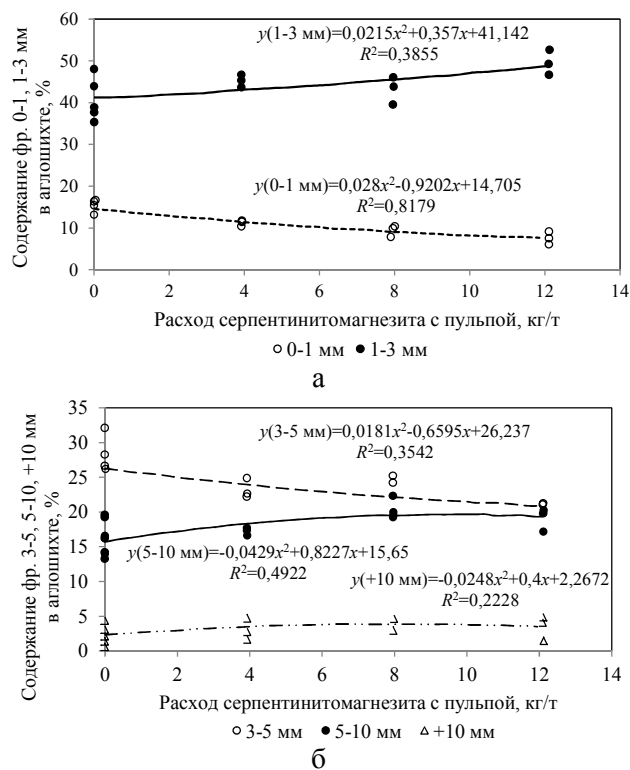 Содержание фр. 0-1, 1-3 мм
в аглошихте, %
60
50
40
30
20
10
0
y(1-3 мм)=0,0215x²+0,357x+41,142
R²=0,3855
y(0-1 мм)=0,028x²-0,9202x+14,705
R²=0,8179
0 2 4 6 8 10 12 14
Расход серпентинитомагнезита с пульпой, кг/т
0-1 мм 1-3 мм
а
Содержание фр. 3-5, 5-10, +10 мм
в аглошихте, %
35
30
25
20
15
10
5
0
y(3-5 мм)=0,0181x²-0,6595x+26,237
R²=0,3542
y(5-10 мм)=-0,0429x²+0,8227x+15,65
R²=0,4922
y(+10 мм)=-0,0248x²+0,4x+2,2672
R²=0,2228
0 2 4 6 8 10 12 14
Расход серпентинитомагнезита с пульпой, кг/т
3-5 мм 5-10 мм +10 мм
б